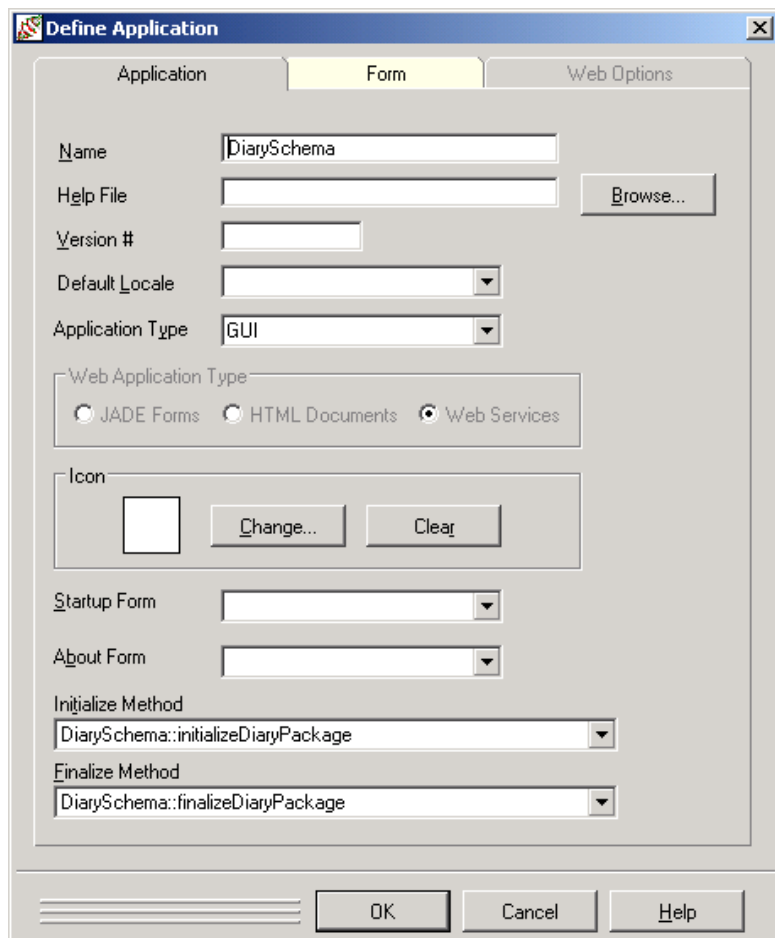 Define Application
Application Form Web Options
Name DiarySchema
Help File Browse...
Version #
Default Locale
Application Type GUI
Web Application Type
JADE Forms HTML Documents Web Services
Icon
Change... Clear
Startup Form
About Form
Initialize Method
DiarySchema::initializeDiaryPackage
Finalize Method
DiarySchema::finalizeDiaryPackage
OK Cancel Help